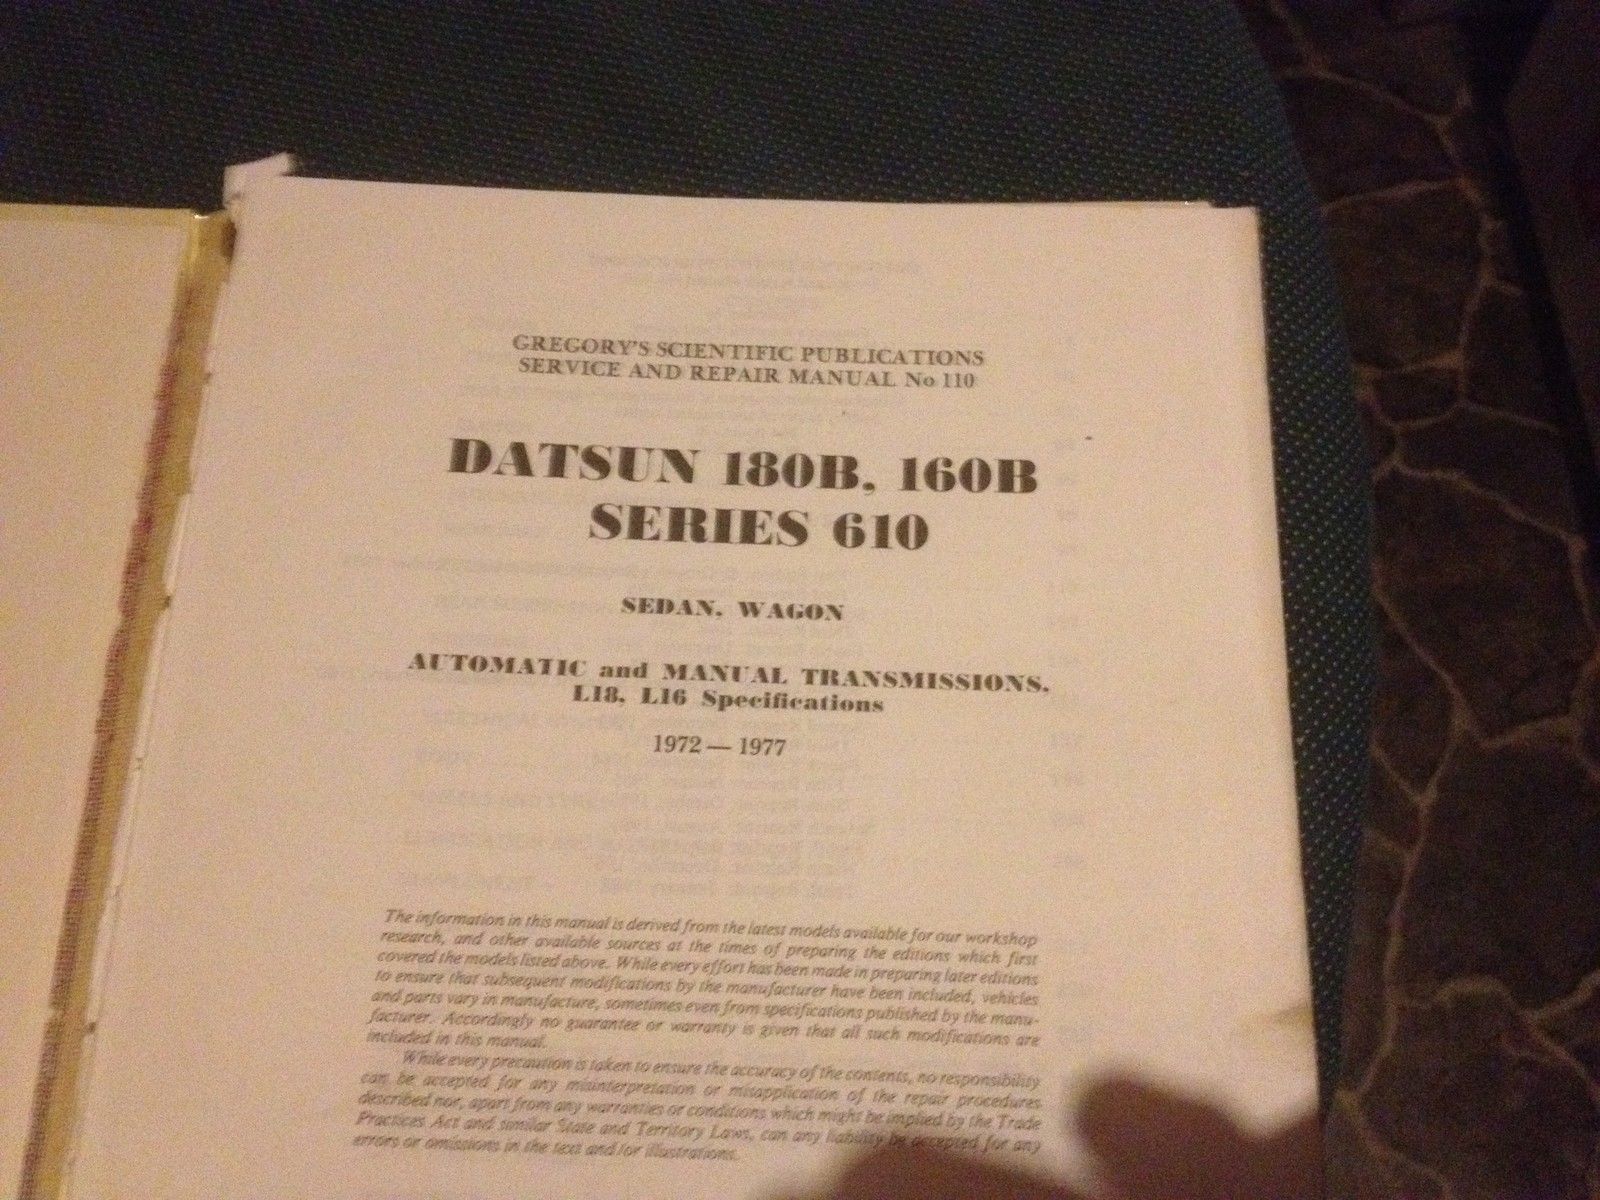 GREGORY'S SCIENTIFIC PUBLICATIONS
SERVICE AND REPAIR MANUAL No 110
DATSUN 180B, 160B
SERIES 610
SEDAN, WAGON
AUTOMATIC and MANUAL TRANSMISSIONS,
L18, L16 Specifications
1972 — 1977
The information in this manual is derived from the latest models available for our workshop
research, and other available sources at the times of preparing the editions which first
covered the models listed above. While every effort has been made in preparing later editions
to ensure that subsequent modifications by the manufacturer have been included, vehicles
and parts vary in manufacture, sometimes even from specifications published by the manu-
facturer. Accordingly no guarantee or warranty is given that all such modifications are
included in this manual.
While every precaution is taken to ensure the accuracy of the contents, no responsibility
can be accepted for any misinterpretation or misapplication of the repair procedures
described nor, apart from any warranties or conditions which might be implied by the Trade
Practices Act and similar State and Territory Laws, can any liability be accepted for any
errors or omissions in the text and/or illustrations.